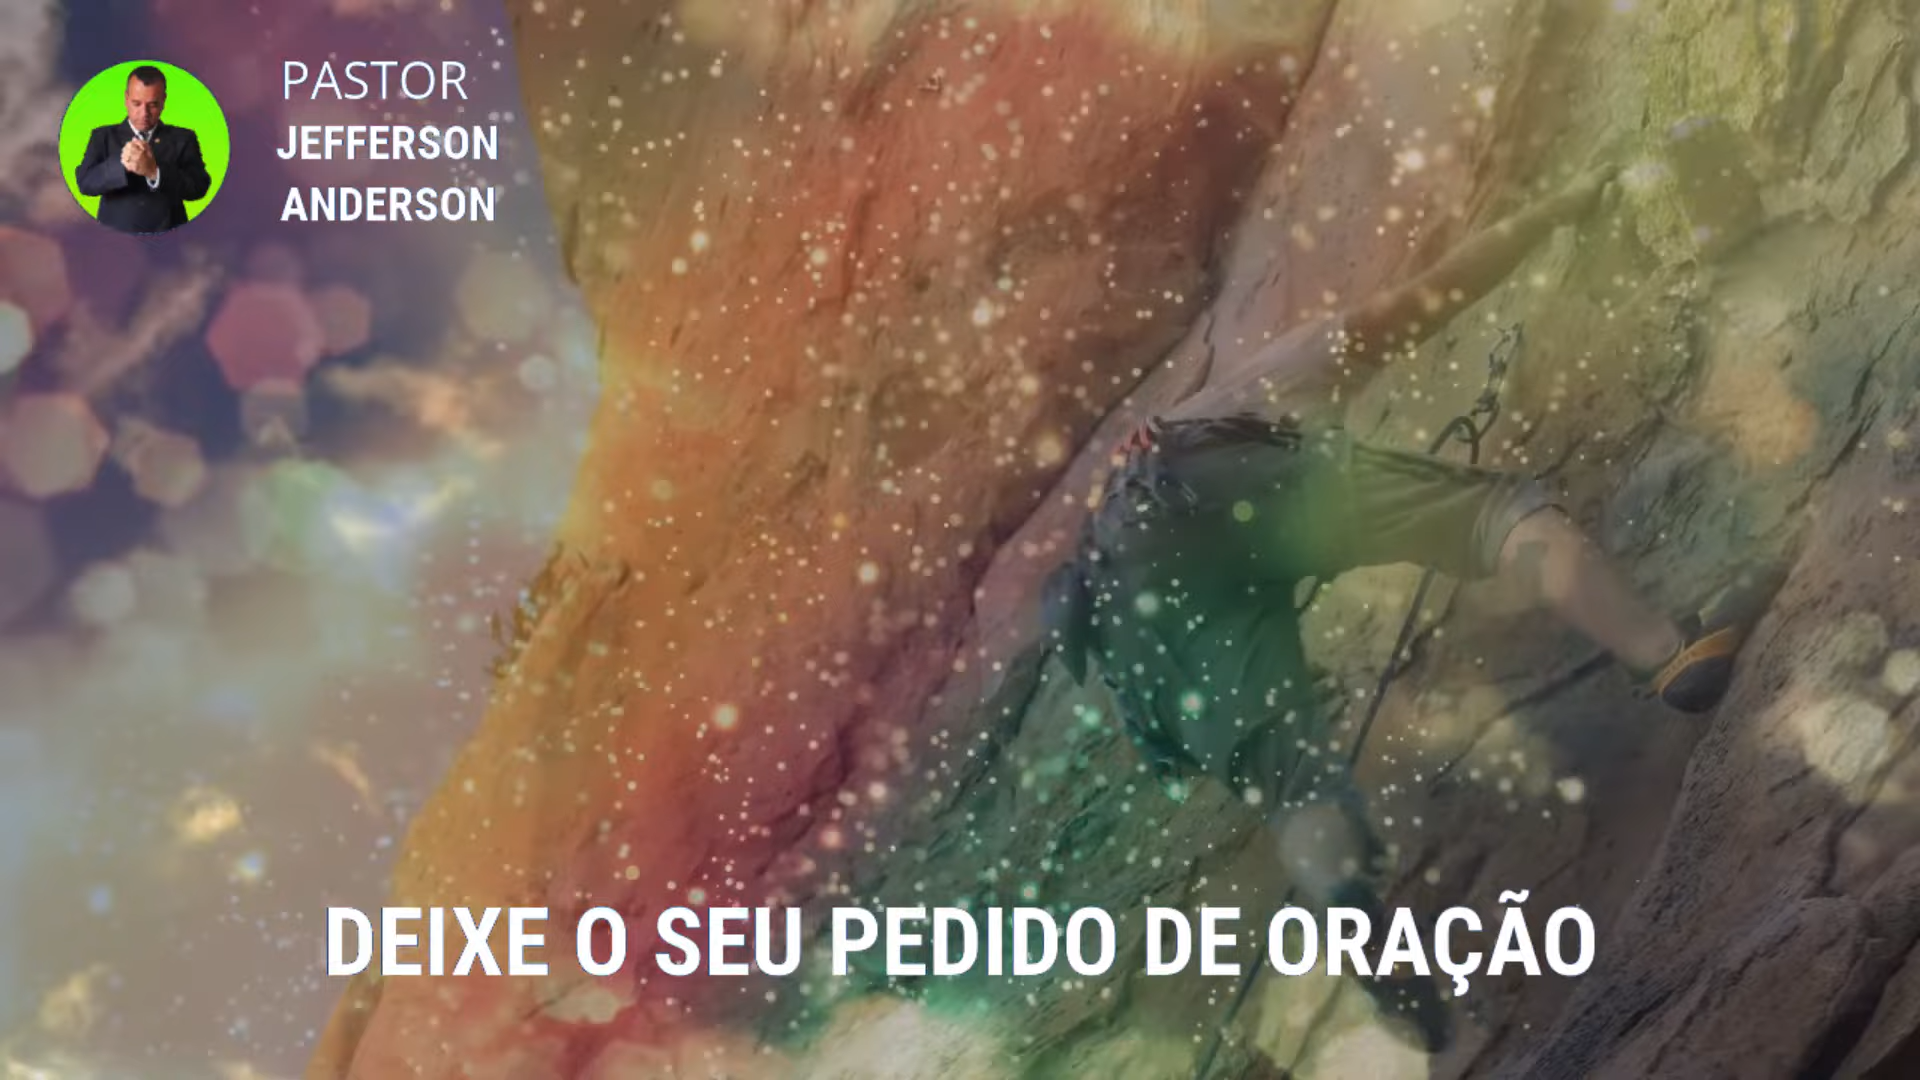 PASTOR
JEFFERSON
ANDERSON
DEIXE O SEU PEDIDO DE ORAÇÃO